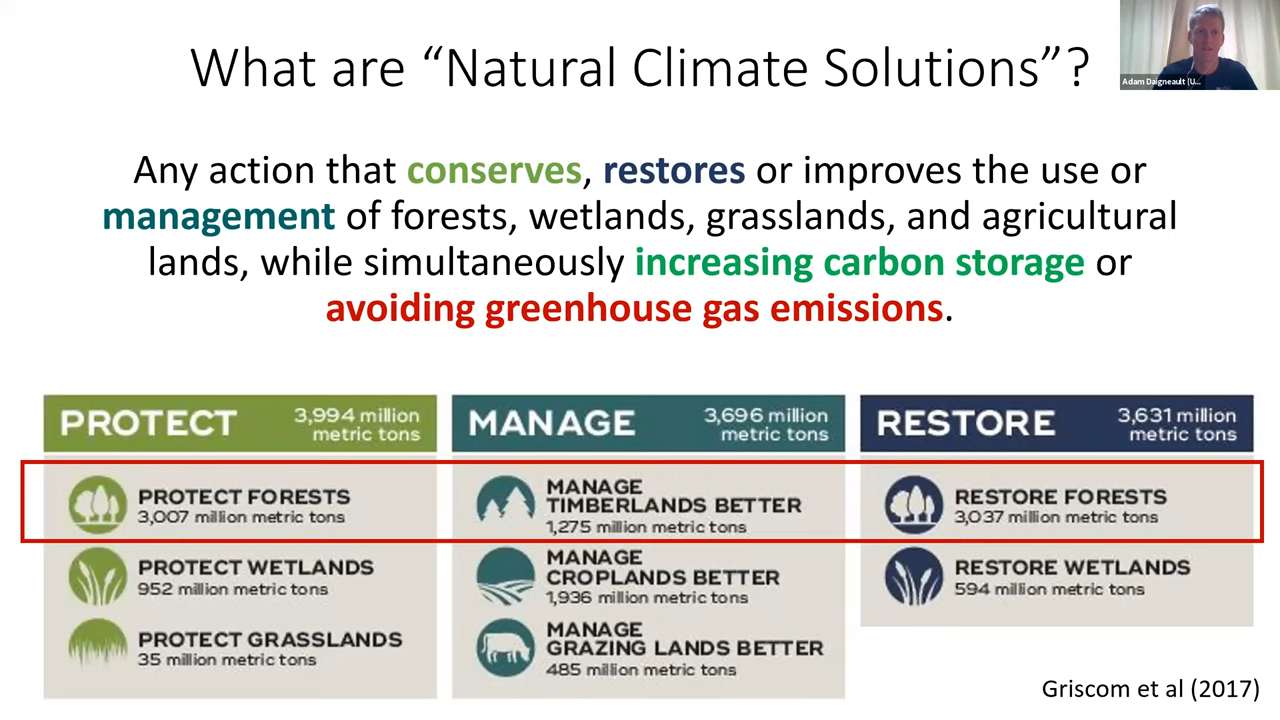 What are “Natural Climate Solutions”?
Adam Daigneault (U...
Any action that conserves, restores or improves the use or
management of forests, wetlands, grasslands, and agricultural
lands, while simultaneously increasing carbon storage or
avoiding greenhouse gas emissions.
PROTECT
3,994 million
metric tons
PROTECT FORESTS
3,007 million metric tons
PROTECT WETLANDS
952 million metric tons
PROTECT GRASSLANDS
35 million metric tons
MANAGE
3,696 million
metric tons
MANAGE
TIMBERLANDS BETTER
1,275 million metric tons
MANAGE
CROPLANDS BETTER
1,936 million metric tons
MANAGE
GRAZING LANDS BETTER
485 million metric tons
RESTORE
3,631 million
metric tons
RESTORE FORESTS
3,037 million metric tons
RESTORE WETLANDS
594 million metric tons
Griscom et al (2017)